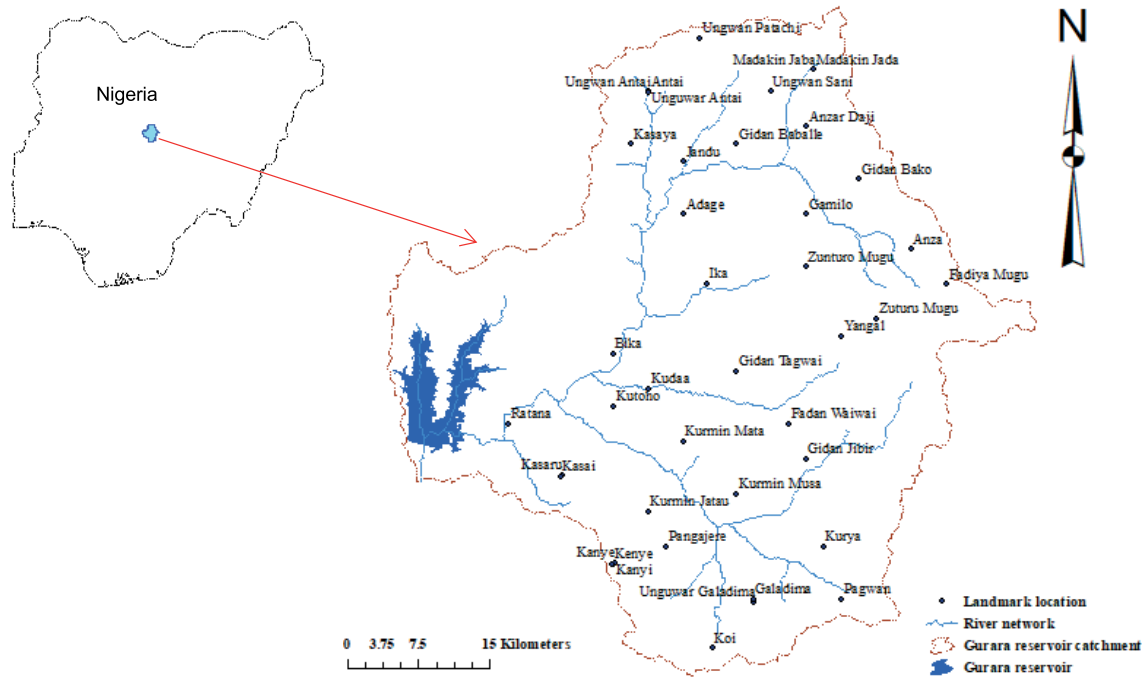 Nigeria
N
Ungwan Patachi
Madakin Jaba Madakin Jada
Ungwan Antai Antai
Ungwan Sani
Unguwar Antai
Anzar Daji
Kasaya
Gidan Baballe
Jandu
Gidan Bako
Adage
Gamilo
Anza
Zunturo Mugu
Ika
Fadiya Mugu
Zuturu Mugu
Yangal
Bika
Gidan Tagwai
Kudaa
Kutoho
Ratana
Fadan Waiwai
Kurmin Mata
Gidan Jibir
Kasaru Kasai
Kurmin Musa
Kurmin Jatau
Pangajere
Kurya
Kanye Kenye
Kanyi
Unguwar Galadima Galadima
Pagwan
Koi
Landmark location
River network
Gurara reservoir catchment
Gurara reservoir
0 3.75 7.5 15 Kilometers